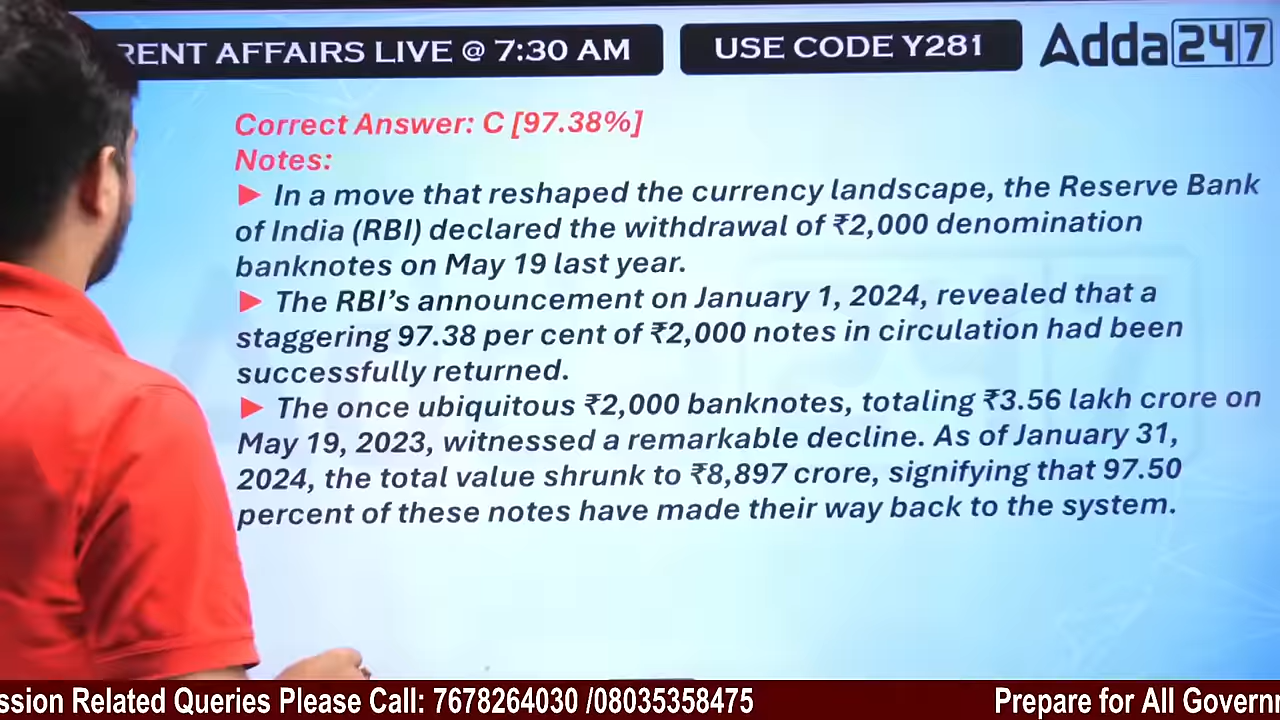 RENT AFFAIRS LIVE @ 7:30 AM
USE CODE Y281
Adda247
Correct Answer: C [97.38%]
Notes:
► In a move that reshaped the currency landscape, the Reserve Bank
of India (RBI) declared the withdrawal of ₹2,000 denomination
banknotes on May 19 last year.
► The RBI's announcement on January 1, 2024, revealed that a
staggering 97.38 per cent of ₹2,000 notes in circulation had been
successfully returned.
► The once ubiquitous ₹2,000 banknotes, totaling ₹3.56 lakh crore on
May 19, 2023, witnessed a remarkable decline. As of January 31,
2024, the total value shrunk to ₹8,897 crore, signifying that 97.50
percent of these notes have made their way back to the system.
ssion Related Queries Please Call: 7678264030 /08035358475
Prepare for All Govern